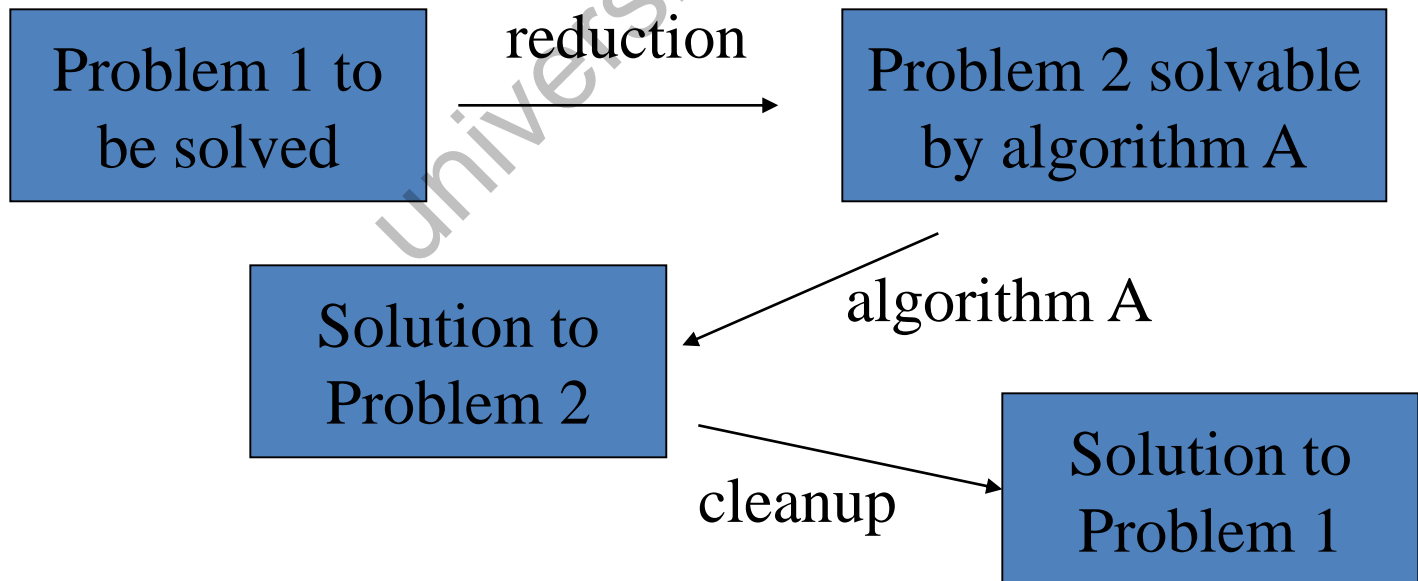 Problem 1 to
be solved
reduction
Problem 2 solvable
by algorithm A
algorithm A
Solution to
Problem 2
cleanup
Solution to
Problem 1